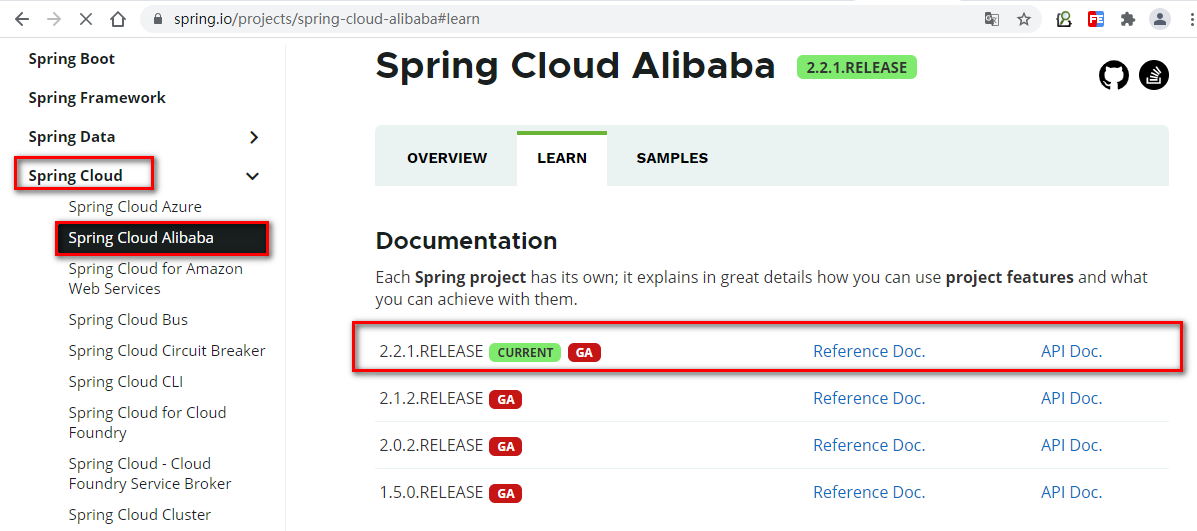 spring.io/projects/spring-cloud-alibaba#learn
Spring Boot
Spring Framework
Spring Data
Spring Cloud
Spring Cloud Azure
Spring Cloud Alibaba
Spring Cloud for Amazon
Web Services
Spring Cloud Bus
Spring Cloud Circuit Breaker
Spring Cloud CLI
Spring Cloud for Cloud
Foundry
Spring Cloud - Cloud
Foundry Service Broker
Spring Cloud Cluster
Spring Cloud Alibaba 2.2.1.RELEASE
OVERVIEW LEARN SAMPLES
Documentation
Each Spring project has its own; it explains in great details how you can use project features and what
you can achieve with them.
2.2.1.RELEASE CURRENT GA Reference Doc. API Doc.
2.1.2.RELEASE GA Reference Doc. API Doc.
2.0.2.RELEASE GA Reference Doc. API Doc.
1.5.0.RELEASE GA Reference Doc. API Doc.